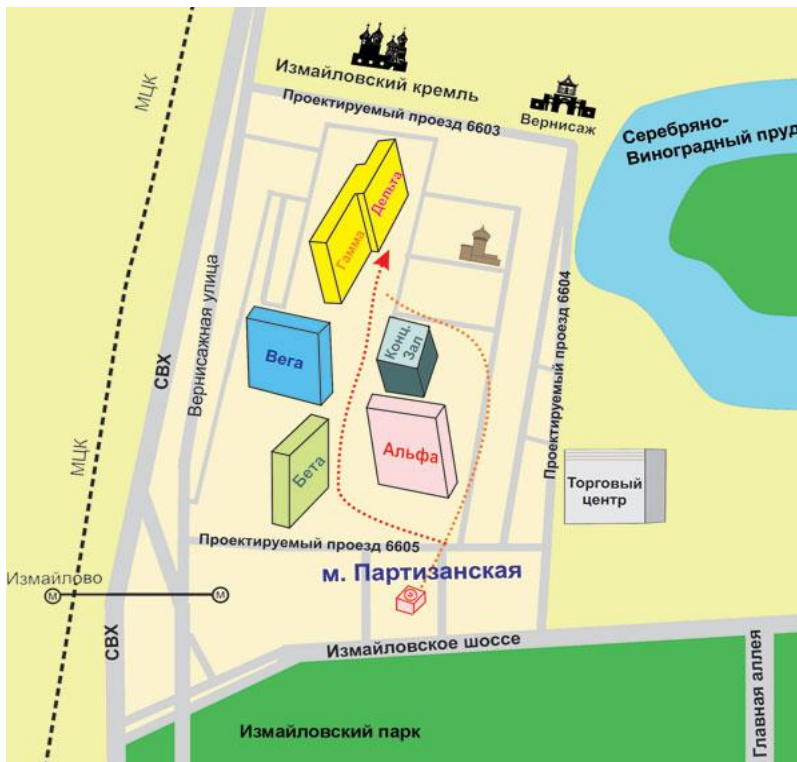 МЦК
Измайловский кремль
Вернисаж
Проектируемый проезд 6603
Серебряно-
Виноградный пруд
Дельта
Гамма
Вернисажная улица
Проектируемый проезд 6604
Конц.
Зал
Вега
СВХ
МЦК
Альфа
Бета
Торговый
центр
Проектируемый проезд 6605
м. Партизанская
Измайлово
М
М
СВХ
Измайловское шоссе
Главная аллея
Измайловский парк